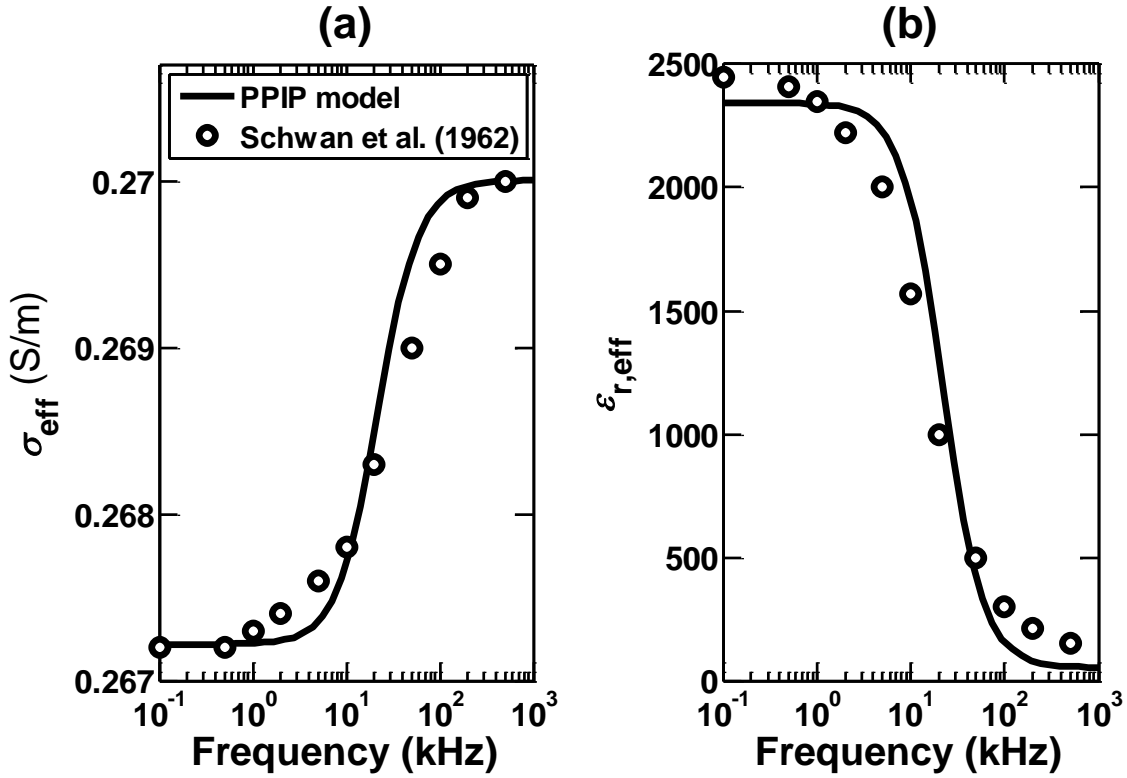 (a)
PPIP model
Schwan et al. (1962)
0.27
0.269
0.268
0.267
σeff (S/m)
10⁻¹ 10⁰ 10¹ 10² 10³
Frequency (kHz)
(b)
2500
2000
1500
1000
500
0
εr,eff
10⁻¹ 10⁰ 10¹ 10² 10³
Frequency (kHz)